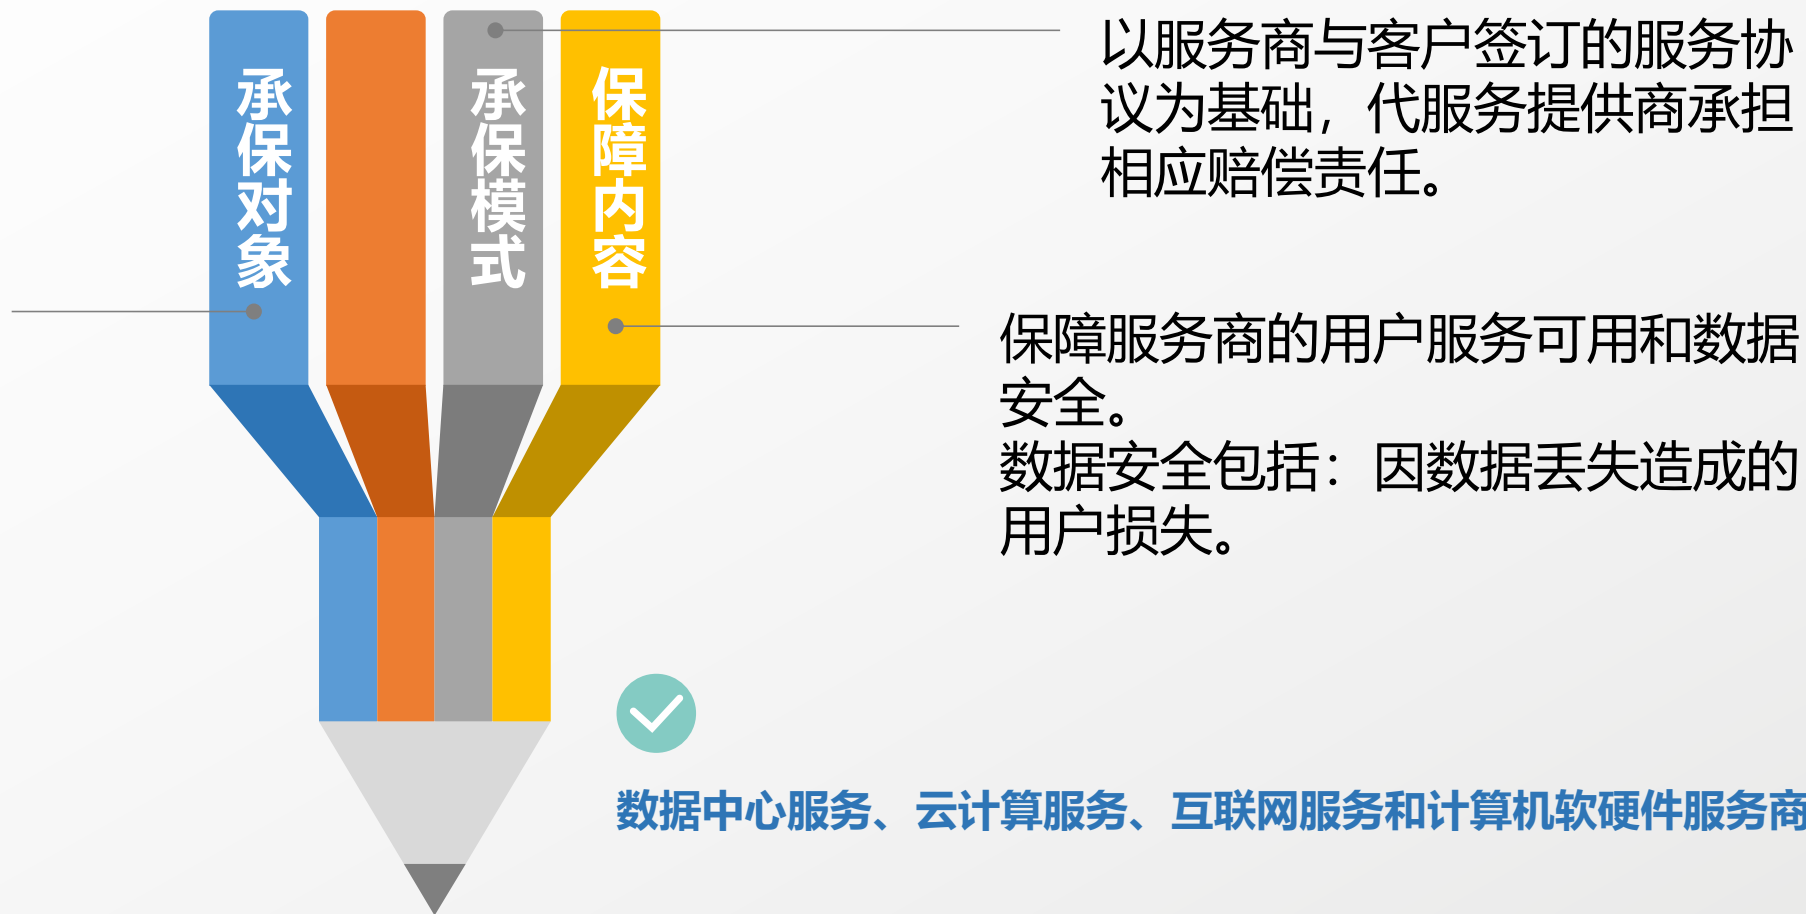 承保对象
承保模式
保障内容
以服务商与客户签订的服务协
议为基础，代服务提供商承担
相应赔偿责任。
保障服务商的用户服务可用和数据
安全。
数据安全包括：因数据丢失造成的
用户损失。
数据中心服务、云计算服务、互联网服务和计算机软硬件服务商